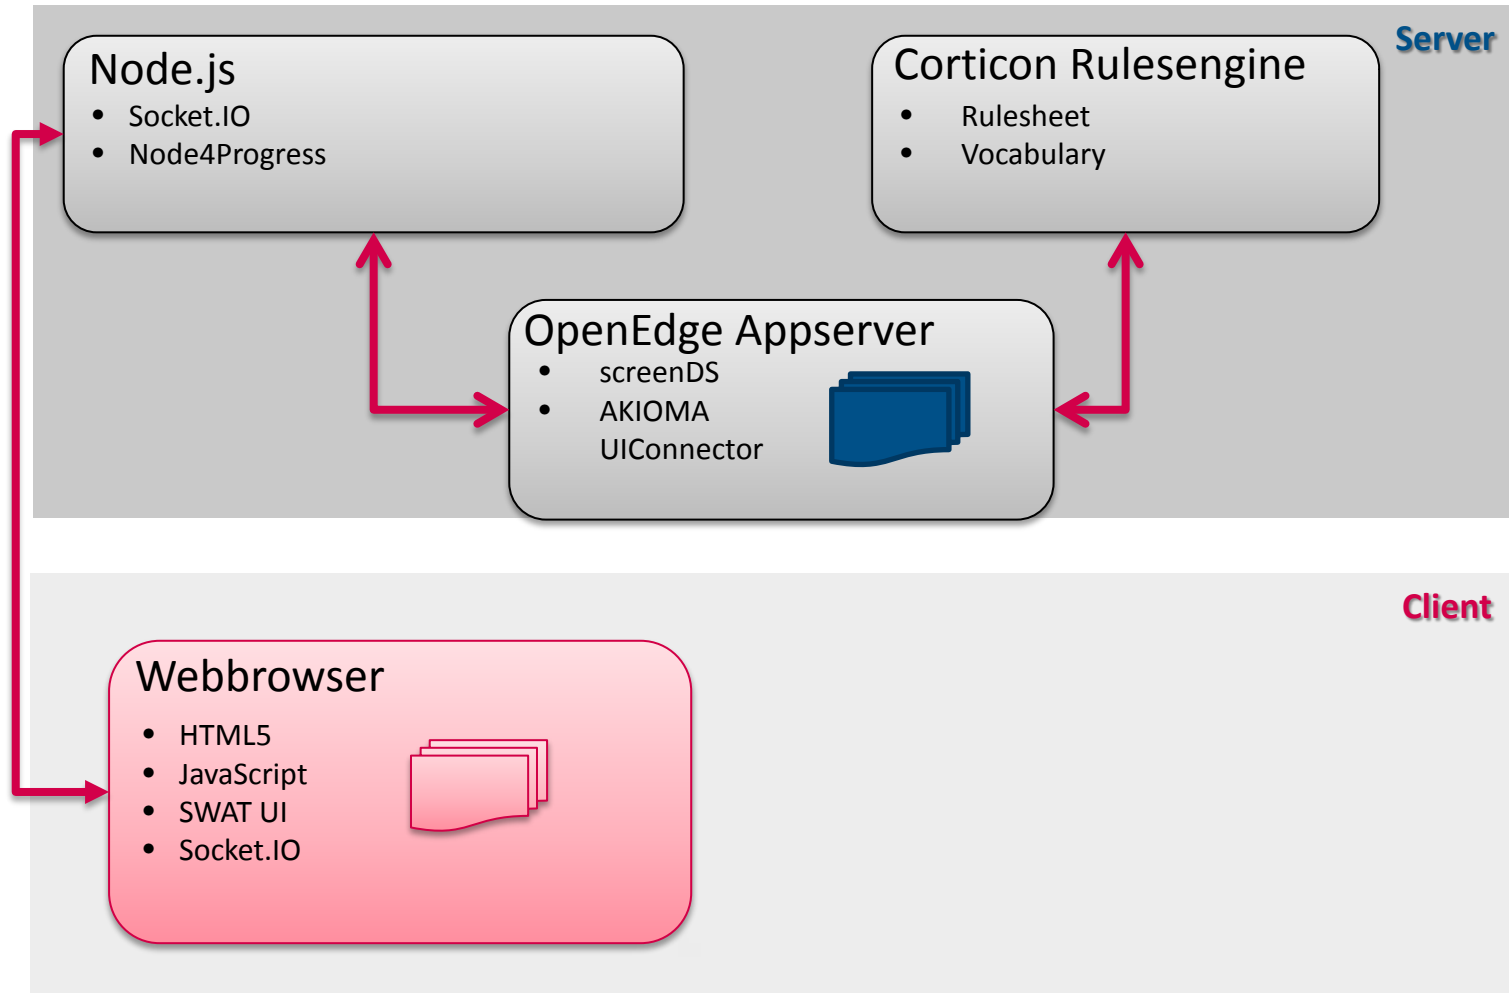 Server
Node.js
• Socket.IO
• Node4Progress
Corticon Rulesengine
• Rulesheet
• Vocabulary
OpenEdge Appserver
• screenDS
• AKIOMA
UIConnector
Client
Webbrowser
• HTML5
• JavaScript
• SWAT UI
• Socket.IO